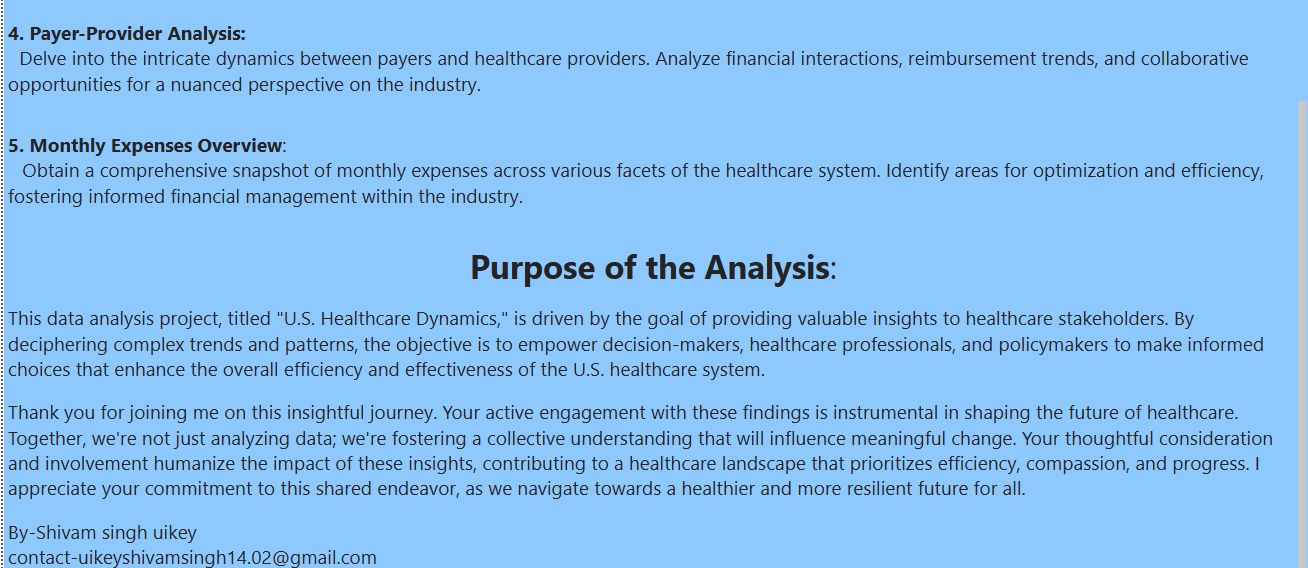 4. Payer-Provider Analysis:
Delve into the intricate dynamics between payers and healthcare providers. Analyze financial interactions, reimbursement trends, and collaborative
opportunities for a nuanced perspective on the industry.
5. Monthly Expenses Overview:
Obtain a comprehensive snapshot of monthly expenses across various facets of the healthcare system. Identify areas for optimization and efficiency,
fostering informed financial management within the industry.
Purpose of the Analysis:
This data analysis project, titled "U.S. Healthcare Dynamics," is driven by the goal of providing valuable insights to healthcare stakeholders. By
deciphering complex trends and patterns, the objective is to empower decision-makers, healthcare professionals, and policymakers to make informed
choices that enhance the overall efficiency and effectiveness of the U.S. healthcare system.
Thank you for joining me on this insightful journey. Your active engagement with these findings is instrumental in shaping the future of healthcare.
Together, we're not just analyzing data; we're fostering a collective understanding that will influence meaningful change. Your thoughtful consideration
and involvement humanize the impact of these insights, contributing to a healthcare landscape that prioritizes efficiency, compassion, and progress. I
appreciate your commitment to this shared endeavor, as we navigate towards a healthier and more resilient future for all.
By-Shivam singh uikey
contact-uikeyshivamsingh14.02@gmail.com